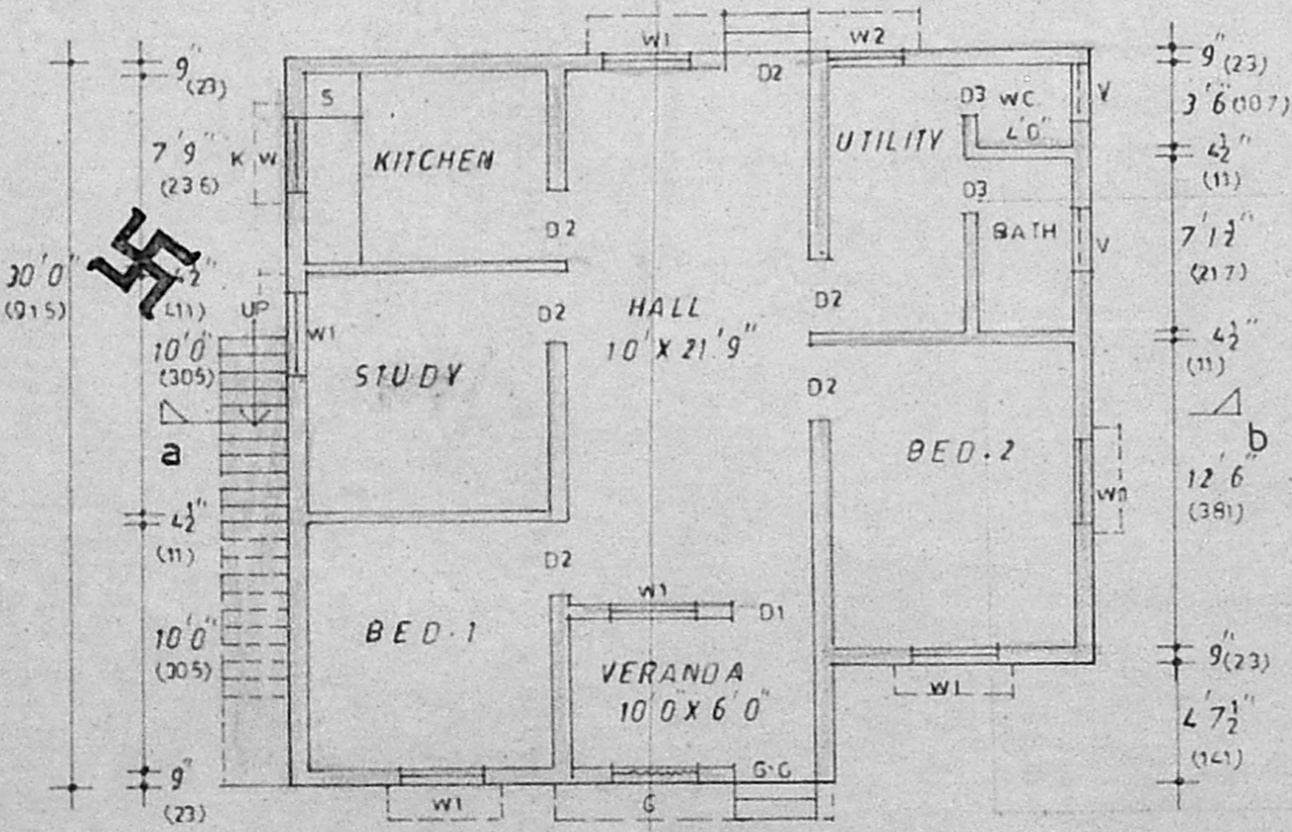 W1
W2
9"
(23)
9"
(23)
S
D2
D3
WC
V
3'6"(107)
4'0"
7'9"
(236)
K W
KITCHEN
UTILITY
4½"
(11)
D3
D2
BATH
V
7'1½"
(217)
30'0"
(915)
(11)
UP
W1
D2
HALL
10' X 21'9"
D2
4½"
(11)
10'0"
(305)
STUDY
D2
a
b
BED.2
12'6"
(381)
4½"
(11)
D2
W1
D1
10'0"
(305)
BED.1
VERANDA
10'0"X 6'0"
9"(23)
W1
4'7½"
(141)
9"
(23)
G.G
W1
G